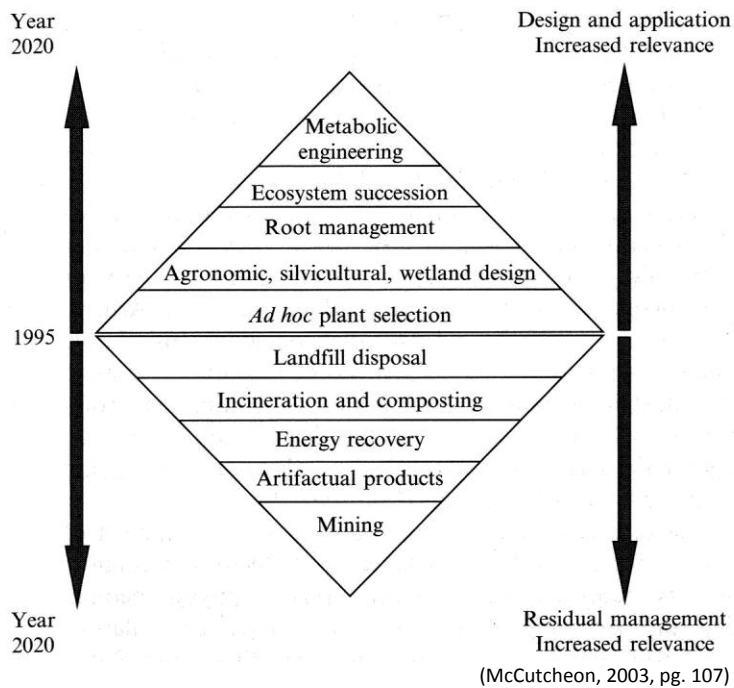 Year
2020
Design and application
Increased relevance
Metabolic
engineering
Ecosystem succession
Root management
Agronomic, silvicultural, wetland design
Ad hoc plant selection
1995
Landfill disposal
Incineration and composting
Energy recovery
Artifactual products
Mining
Year
2020
Residual management
Increased relevance
(McCutcheon, 2003, pg. 107)